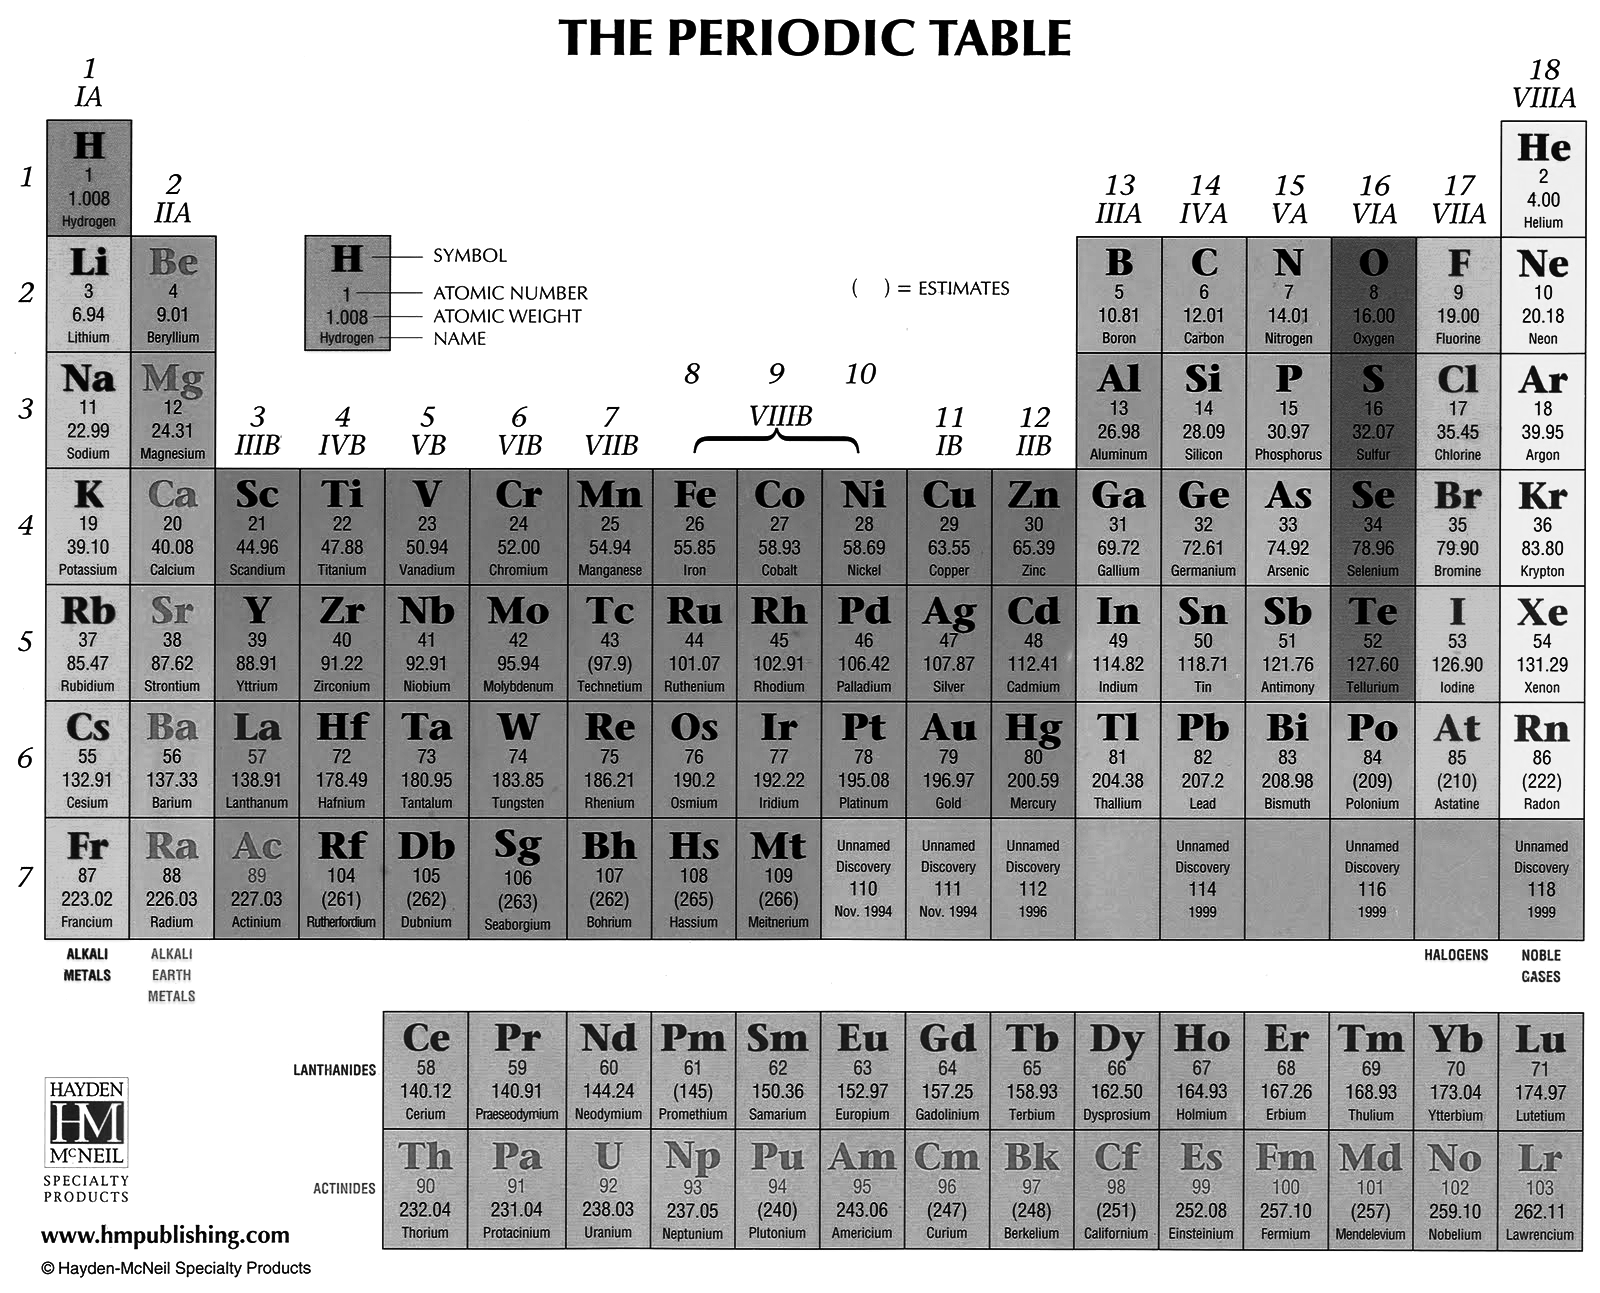 THE PERIODIC TABLE
1
IA
18
VIIIA
1
H
1
1.008
Hydrogen
2
IIA
13
IIIA
14
IVA
15
VA
16
VIA
17
VIIA
He
2
4.00
Helium
2
Li
3
6.94
Lithium
Be
4
9.01
Beryllium
H
1
1.008
Hydrogen
SYMBOL
ATOMIC NUMBER
ATOMIC WEIGHT
NAME
( ) = ESTIMATES
B
5
10.81
Boron
C
6
12.01
Carbon
N
7
14.01
Nitrogen
O
8
16.00
Oxygen
F
9
19.00
Fluorine
Ne
10
20.18
Neon
3
Na
11
22.99
Sodium
Mg
12
24.31
Magnesium
3
IIIB
4
IVB
5
VB
6
VIB
7
VIIB
8
9
10
VIIIB
11
IB
12
IIB
Al
13
26.98
Aluminum
Si
14
28.09
Silicon
P
15
30.97
Phosphorus
S
16
32.07
Sulfur
Cl
17
35.45
Chlorine
Ar
18
39.95
Argon
4
K
19
39.10
Potassium
Ca
20
40.08
Calcium
Sc
21
44.96
Scandium
Ti
22
47.88
Titanium
V
23
50.94
Vanadium
Cr
24
52.00
Chromium
Mn
25
54.94
Manganese
Fe
26
55.85
Iron
Co
27
58.93
Cobalt
Ni
28
58.69
Nickel
Cu
29
63.55
Copper
Zn
30
65.39
Zinc
Ga
31
69.72
Gallium
Ge
32
72.61
Germanium
As
33
74.92
Arsenic
Se
34
78.96
Selenium
Br
35
79.90
Bromine
Kr
36
83.80
Krypton
5
Rb
37
85.47
Rubidium
Sr
38
87.62
Strontium
Y
39
88.91
Yttrium
Zr
40
91.22
Zirconium
Nb
41
92.91
Niobium
Mo
42
95.94
Molybdenum
Tc
43
(97.9)
Technetium
Ru
44
101.07
Ruthenium
Rh
45
102.91
Rhodium
Pd
46
106.42
Palladium
Ag
47
107.87
Silver
Cd
48
112.41
Cadmium
In
49
114.82
Indium
Sn
50
118.71
Tin
Sb
51
121.76
Antimony
Te
52
127.60
Tellurium
I
53
126.90
Iodine
Xe
54
131.29
Xenon
6
Cs
55
132.91
Cesium
Ba
56
137.33
Barium
La
57
138.91
Lanthanum
Hf
72
178.49
Hafnium
Ta
73
180.95
Tantalum
W
74
183.85
Tungsten
Re
75
186.21
Rhenium
Os
76
190.2
Osmium
Ir
77
192.22
Iridium
Pt
78
195.08
Platinum
Au
79
196.97
Gold
Hg
80
200.59
Mercury
Tl
81
204.38
Thallium
Pb
82
207.2
Lead
Bi
83
208.98
Bismuth
Po
84
(209)
Polonium
At
85
(210)
Astatine
Rn
86
(222)
Radon
7
Fr
87
223.02
Francium
Ra
88
226.03
Radium
Ac
89
227.03
Actinium
Rf
104
(261)
Rutherfordium
Db
105
(262)
Dubnium
Sg
106
(263)
Seaborgium
Bh
107
(262)
Bohrium
Hs
108
(265)
Hassium
Mt
109
(266)
Meitnerium
Unnamed
Discovery
110
Nov. 1994
Unnamed
Discovery
111
Nov. 1994
Unnamed
Discovery
112
1996
Unnamed
Discovery
114
1999
Unnamed
Discovery
116
1999
Unnamed
Discovery
118
1999
ALKALI
METALS
ALKALI
EARTH
METALS
HALOGENS
NOBLE
GASES
LANTHANIDES
Ce
58
140.12
Cerium
Pr
59
140.91
Praeseodymium
Nd
60
144.24
Neodymium
Pm
61
(145)
Promethium
Sm
62
150.36
Samarium
Eu
63
152.97
Europium
Gd
64
157.25
Gadolinium
Tb
65
158.93
Terbium
Dy
66
162.50
Dysprosium
Ho
67
164.93
Holmium
Er
68
167.26
Erbium
Tm
69
168.93
Thulium
Yb
70
173.04
Ytterbium
Lu
71
174.97
Lutetium
ACTINIDES
Th
90
232.04
Thorium
Pa
91
231.04
Protacinium
U
92
238.03
Uranium
Np
93
237.05
Neptunium
Pu
94
(240)
Plutonium
Am
95
243.06
Americium
Cm
96
(247)
Curium
Bk
97
(248)
Berkelium
Cf
98
(251)
Californium
Es
99
252.08
Einsteinium
Fm
100
257.10
Fermium
Md
101
(257)
Mendelevium
No
102
259.10
Nobelium
Lr
103
262.11
Lawrencium
HAYDEN
HM
McNEIL
SPECIALTY
PRODUCTS
www.hmpublishing.com
© Hayden-McNeil Specialty Products